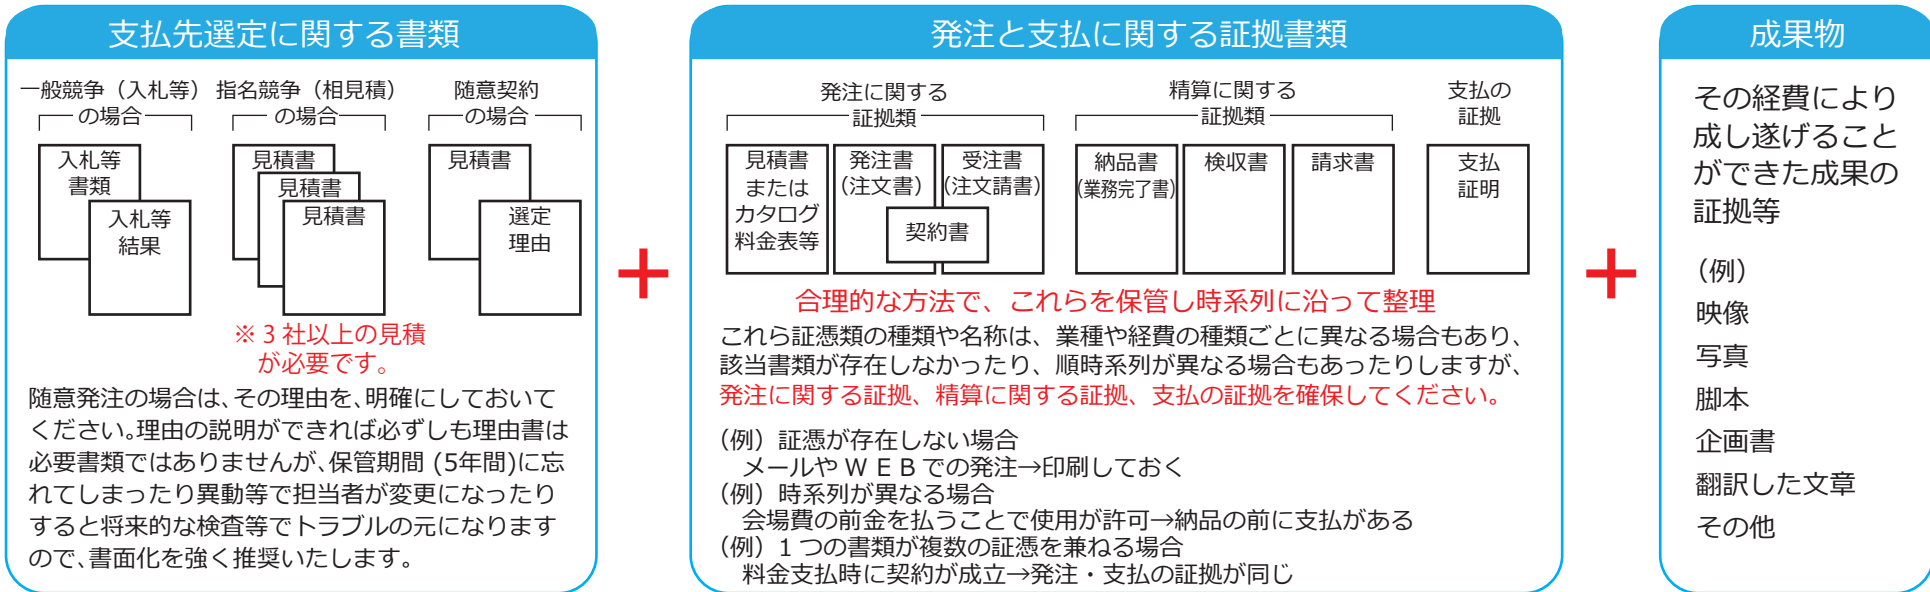 支払先選定に関する書類
一般競争（入札等）
の場合
指名競争（相見積）
の場合
随意契約
の場合
入札等
書類
入札等
結果
見積書
見積書
見積書
見積書
選定
理由
※３社以上の見積
が必要です。
随意発注の場合は、その理由を、明確にしておいて
ください。理由の説明ができれば必ずしも理由書は
必要書類ではありませんが、保管期間 (5年間)に忘
れてしまったり異動等で担当者が変更になったり
すると将来的な検査等でトラブルの元になります
ので、書面化を強く推奨いたします。
＋
発注と支払に関する証拠書類
発注に関する
証拠類
精算に関する
証拠類
支払の
証拠
見積書
または
カタログ
料金表等
発注書
(注文書)
受注書
(注文請書)
契約書
納品書
(業務完了書)
検収書
請求書
支払
証明
合理的な方法で、これらを保管し時系列に沿って整理
これら証憑類の種類や名称は、業種や経費の種類ごとに異なる場合もあり、
該当書類が存在しなかったり、順時系列が異なる場合もあったりしますが、
発注に関する証拠、精算に関する証拠、支払の証拠を確保してください。
（例）証憑が存在しない場合
メールやＷＥＢでの発注→印刷しておく
（例）時系列が異なる場合
会場費の前金を払うことで使用が許可→納品の前に支払がある
（例）１つの書類が複数の証憑を兼ねる場合
料金支払時に契約が成立→発注・支払の証拠が同じ
＋
成果物
その経費により
成し遂げること
ができた成果の
証拠等
（例）
映像
写真
脚本
企画書
翻訳した文章
その他